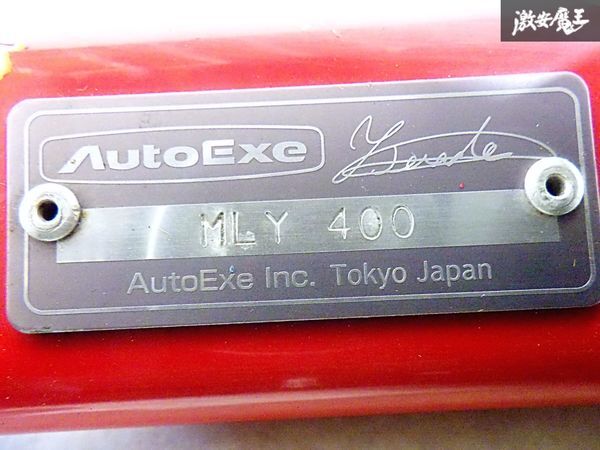 激安魔王
AutoExe
MLY 400
AutoExe Inc. Tokyo Japan